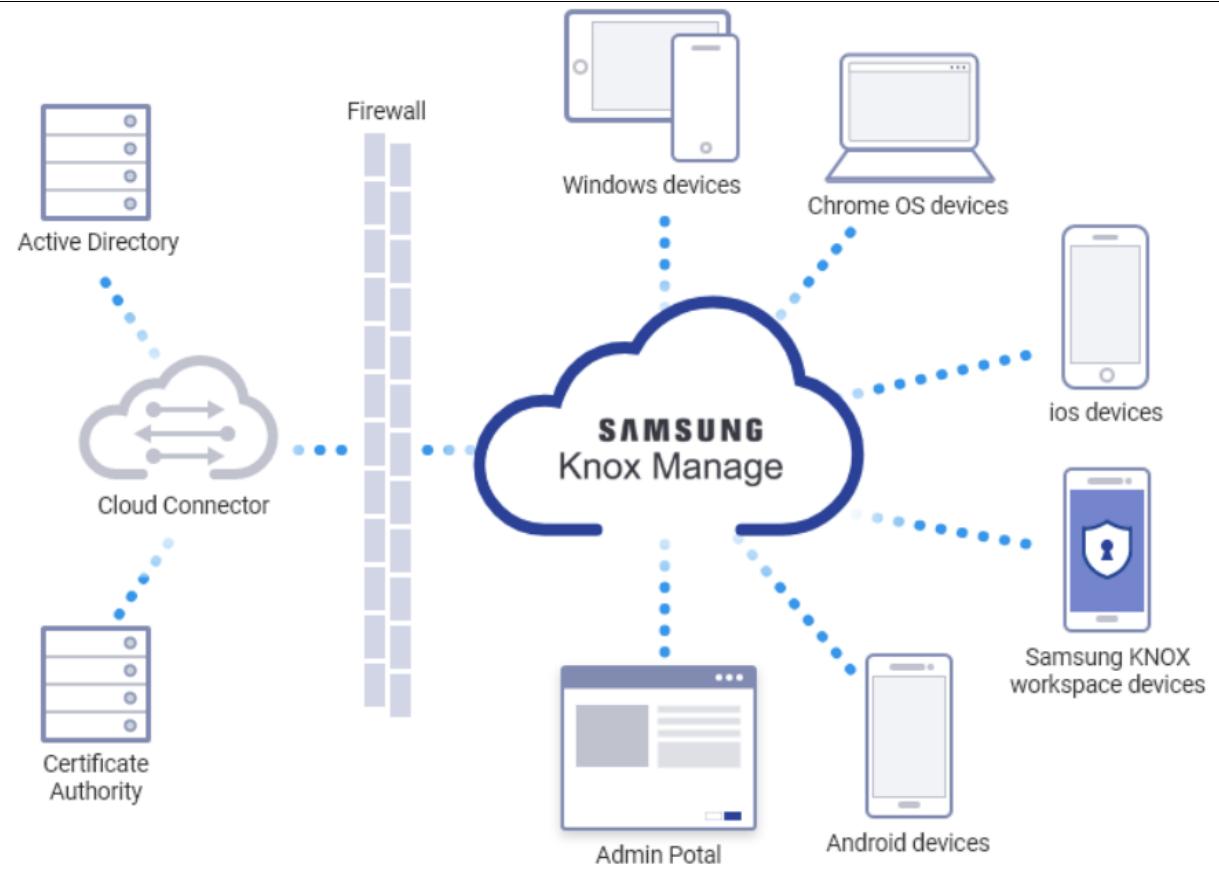 Firewall
Windows devices
Chrome OS devices
Active Directory
ios devices
SAMSUNG
Knox Manage
Cloud Connector
Samsung KNOX
workspace devices
Certificate
Authority
Android devices
Admin Potal